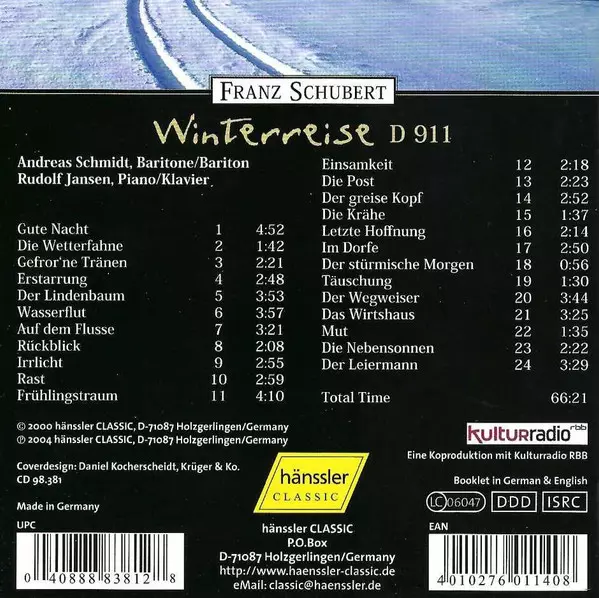 FRANZ SCHUBERT
Winterreise D 911
Andreas Schmidt, Baritone/Bariton
Rudolf Jansen, Piano/Klavier
Gute Nacht 1 4:52
Die Wetterfahne 2 1:42
Gefror'ne Tränen 3 2:21
Erstarrung 4 2:48
Der Lindenbaum 5 3:53
Wasserflut 6 3:57
Auf dem Flusse 7 3:21
Rückblick 8 2:08
Irrlicht 9 2:55
Rast 10 2:59
Frühlingstraum 11 4:10
Einsamkeit 12 2:18
Die Post 13 2:23
Der greise Kopf 14 2:52
Die Krähe 15 1:37
Letzte Hoffnung 16 2:14
Im Dorfe 17 2:50
Der stürmische Morgen 18 0:56
Täuschung 19 1:30
Der Wegweiser 20 3:44
Das Wirtshaus 21 3:25
Mut 22 1:35
Die Nebensonnen 23 2:22
Der Leiermann 24 3:29
Total Time 66:21
© 2000 hänssler CLASSIC, D-71087 Holzgerlingen/Germany
℗ 2004 hänssler CLASSIC, D-71087 Holzgerlingen/Germany
Coverdesign: Daniel Kocherscheidt, Krüger & Ko.
CD 98.381
Made in Germany
UPC
0 40888 83812 8
hänssler
CLASSIC
hänssler CLASSIC
P.O.Box
D-71087 Holzgerlingen/Germany
http://www.haenssler-classic.de
eMail: classic@haenssler.de
kulturradio rbb
Eine Koproduktion mit Kulturradio RBB
Booklet in German & English
LC 06047 DDD ISRC
EAN
4 010276 011408